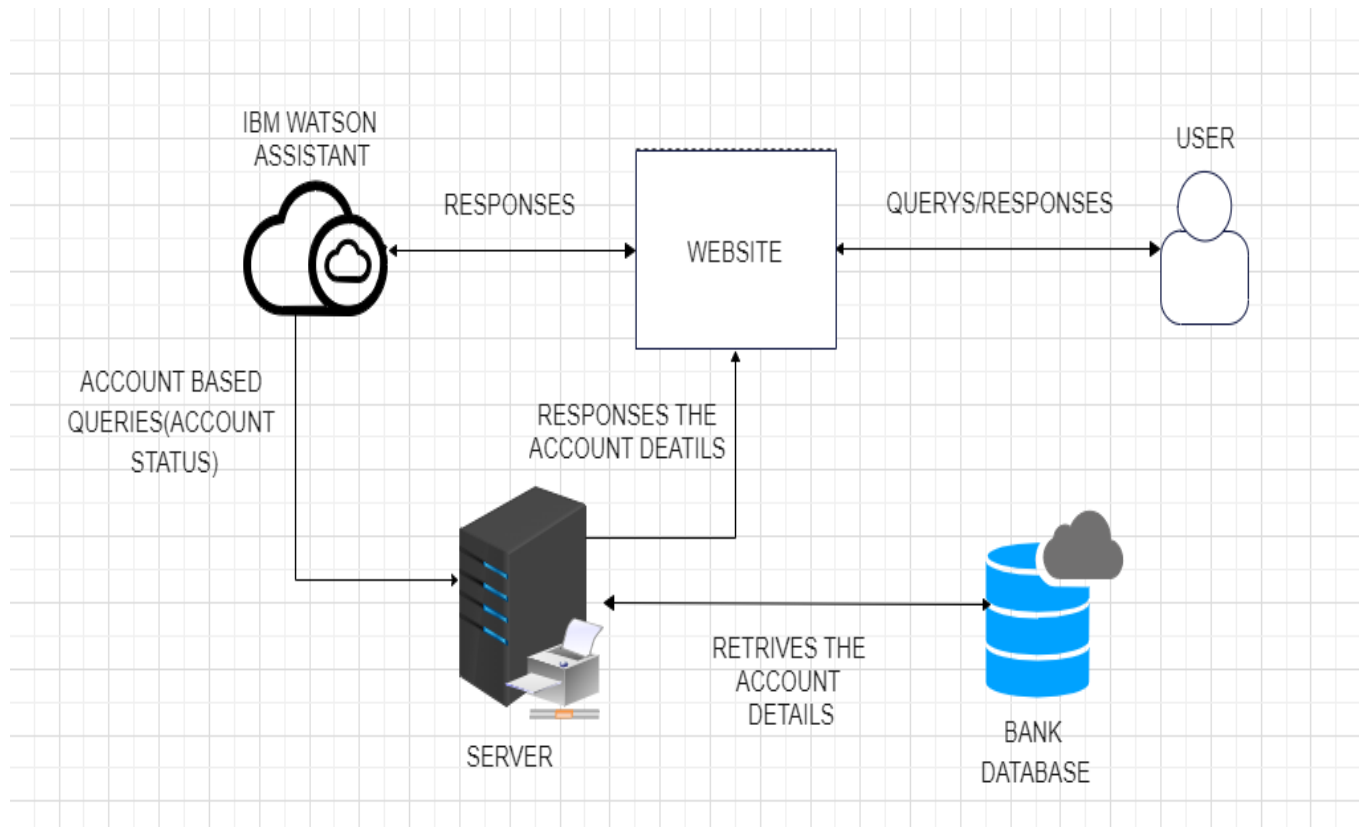 IBM WATSON
ASSISTANT
RESPONSES
WEBSITE
QUERYS/RESPONSES
USER
ACCOUNT BASED
QUERIES(ACCOUNT
STATUS)
RESPONSES THE
ACCOUNT DEATILS
SERVER
RETRIVES THE
ACCOUNT
DETAILS
BANK
DATABASE